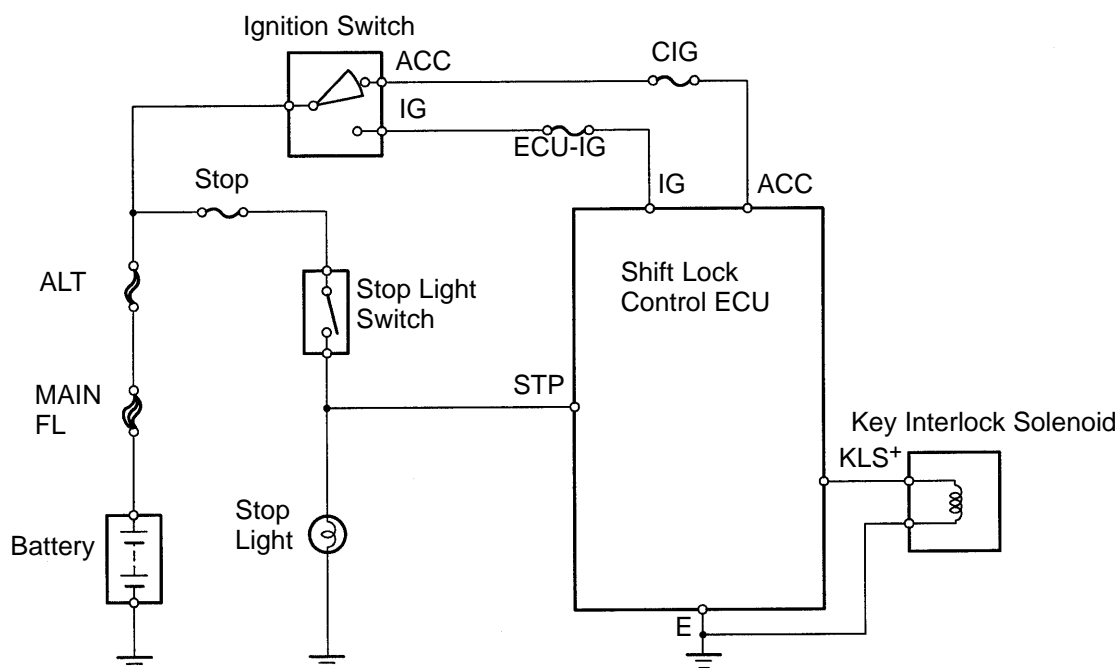 Ignition Switch
ACC
CIG
IG
ECU-IG
Stop
IG
ACC
ALT
Stop Light
Switch
Shift Lock
Control ECU
MAIN
FL
STP
Key Interlock Solenoid
KLS+
Stop
Light
Battery
E